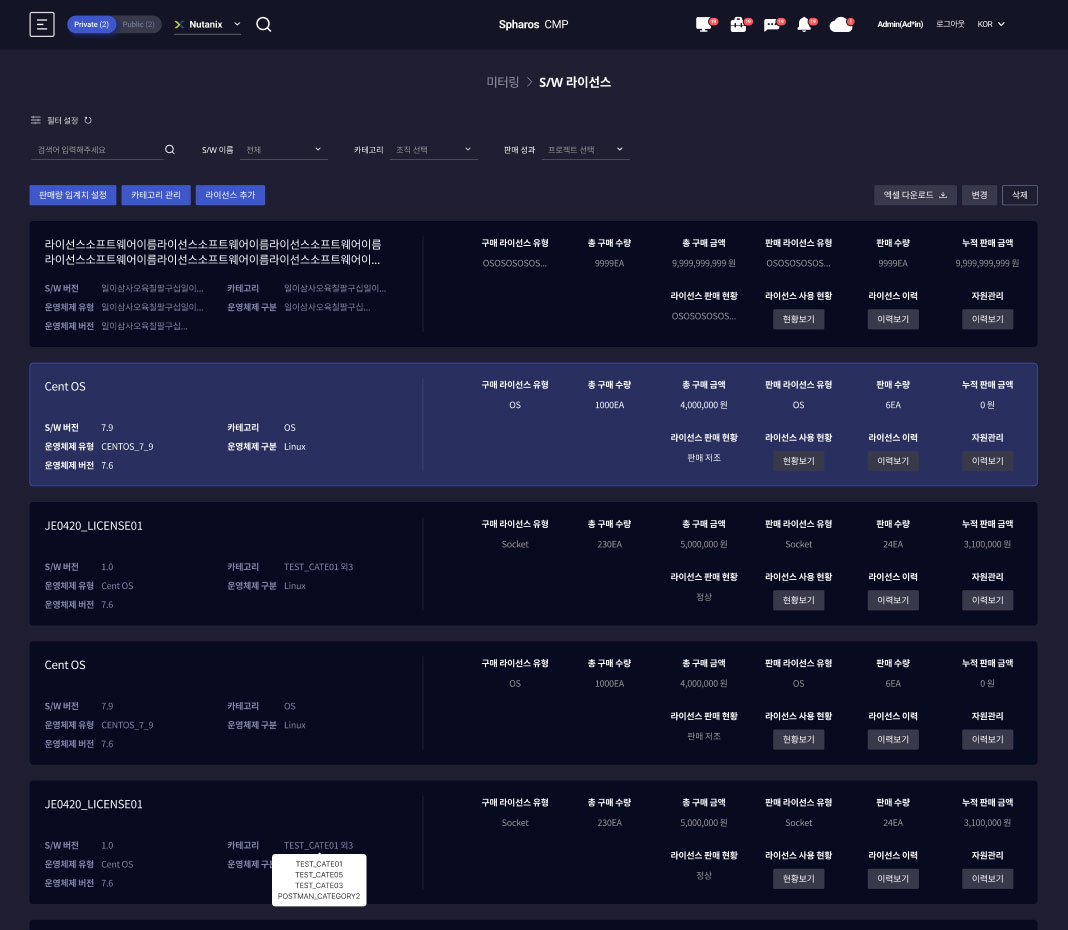 Private (2) Public (2) Nutanix
Spharos CMP
Admin(Ad*in) 로그아웃 KOR
미터링 > S/W 라이선스
필터 설정
검색어 입력해주세요 S/W 이름 전체 카테고리 조직 선택 판매 성과 프로젝트 선택
판매량 임계치 설정 카테고리 관리 라이선스 추가 엑셀 다운로드 변경 삭제
라이선스소프트웨어이름라이선스소프트웨어이름라이선스소프트웨어이름
라이선스소프트웨어이름라이선스소프트웨어이름라이선스소프트웨어이...
S/W 버전 일이삼사오육칠팔구십일이... 카테고리 일이삼사오육칠팔구십일이...
운영체제 유형 일이삼사오육칠팔구십일이... 운영체제 구분 일이삼사오육칠팔구십...
운영체제 버전 일이삼사오육칠팔구십...
구매 라이선스 유형 총 구매 수량 총 구매 금액 판매 라이선스 유형 판매 수량 누적 판매 금액
OSOSOSOSOS... 9999EA 9,999,999,999 원 OSOSOSOSOS... 9999EA 9,999,999,999 원
라이선스 판매 현황 라이선스 사용 현황 라이선스 이력 자원관리
OSOSOSOSOS... 현황보기 이력보기 이력보기
Cent OS
S/W 버전 7.9 카테고리 OS
운영체제 유형 CENTOS_7_9 운영체제 구분 Linux
운영체제 버전 7.6
구매 라이선스 유형 총 구매 수량 총 구매 금액 판매 라이선스 유형 판매 수량 누적 판매 금액
OS 1000EA 4,000,000 원 OS 6EA 0 원
라이선스 판매 현황 라이선스 사용 현황 라이선스 이력 자원관리
판매 저조 현황보기 이력보기 이력보기
JE0420_LICENSE01
S/W 버전 1.0 카테고리 TEST_CATE01 외3
운영체제 유형 Cent OS 운영체제 구분 Linux
운영체제 버전 7.6
구매 라이선스 유형 총 구매 수량 총 구매 금액 판매 라이선스 유형 판매 수량 누적 판매 금액
Socket 230EA 5,000,000 원 Socket 24EA 3,100,000 원
라이선스 판매 현황 라이선스 사용 현황 라이선스 이력 자원관리
정상 현황보기 이력보기 이력보기
Cent OS
S/W 버전 7.9 카테고리 OS
운영체제 유형 CENTOS_7_9 운영체제 구분 Linux
운영체제 버전 7.6
구매 라이선스 유형 총 구매 수량 총 구매 금액 판매 라이선스 유형 판매 수량 누적 판매 금액
OS 1000EA 4,000,000 원 OS 6EA 0 원
라이선스 판매 현황 라이선스 사용 현황 라이선스 이력 자원관리
판매 저조 현황보기 이력보기 이력보기
JE0420_LICENSE01
S/W 버전 1.0 카테고리 TEST_CATE01 외3
운영체제 유형 Cent OS 운영체제
운영체제 버전 7.6
TEST_CATE01
TEST_CATE05
TEST_CATE03
POSTMAN_CATEGORY2
구매 라이선스 유형 총 구매 수량 총 구매 금액 판매 라이선스 유형 판매 수량 누적 판매 금액
Socket 230EA 5,000,000 원 Socket 24EA 3,100,000 원
라이선스 판매 현황 라이선스 사용 현황 라이선스 이력 자원관리
정상 현황보기 이력보기 이력보기